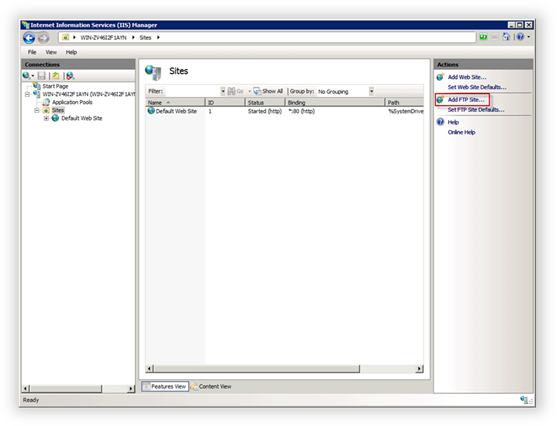 Internet Information Services (IIS) Manager
WIN-ZV46I2F1AYN ▸ Sites ▸
File View Help
Connections
Start Page
WIN-ZV46I2F1AYN (WIN-ZV46I2F1AYN
Application Pools
Sites
Default Web Site
Sites
Filter: Go Show All Group by: No Grouping
Name ID Status Binding Path
Default Web Site 1 Started (http) *:80 (http) %SystemDrive
Features View Content View
Actions
Add Web Site...
Set Web Site Defaults...
Add FTP Site...
Set FTP Site Defaults...
Help
Online Help
Ready